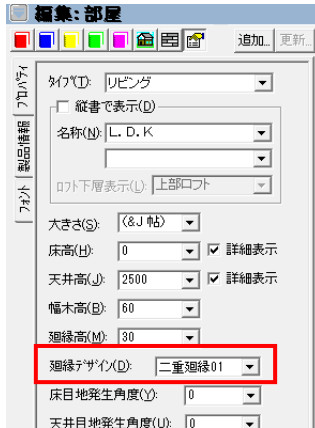 編集: 部屋
追加... 更新...
プロパティ
製品情報
フォント
タイプ(T): リビング
縦書で表示(D)
名称(N): L. D. K
ロフト下層表示(L): 上部ロフト
大きさ(S): (&J 帖)
床高(H): 0 詳細表示
天井高(J): 2500 詳細表示
幅木高(B): 60
廻縁高(M): 30
廻縁デザイン(D): 二重廻縁01
床目地発生角度(Y): 0
天井目地発生角度(U): 0